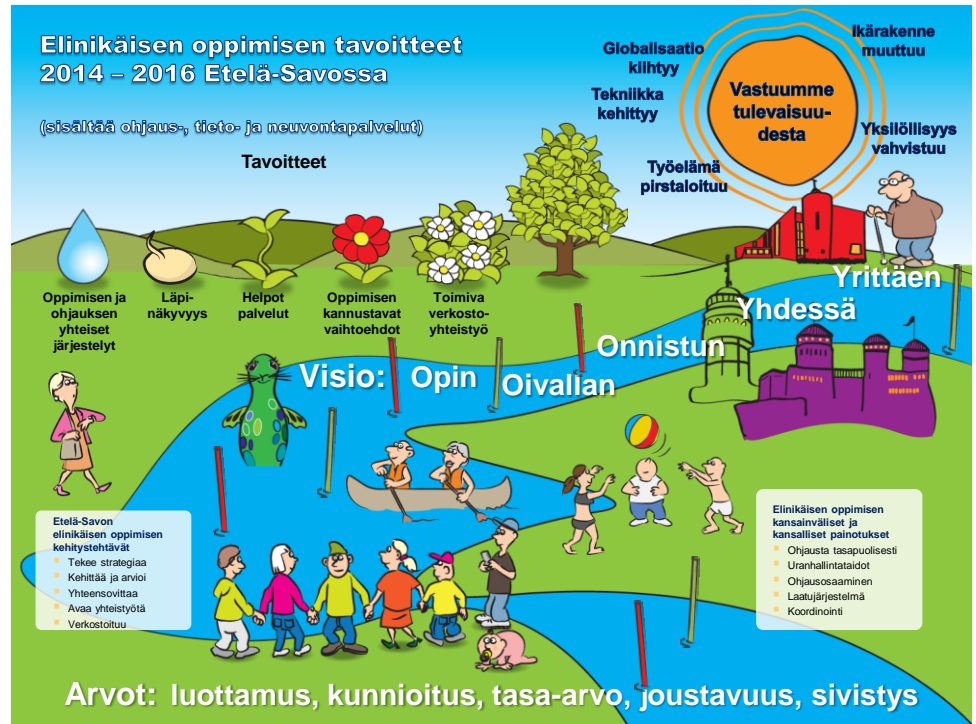 Elinikäisen oppimisen tavoitteet
2014 – 2016 Etelä-Savossa
(sisältää ohjaus-, tieto- ja neuvontapalvelut)
Tavoitteet
Globalisaatio
kiihtyy
Tekniikka
kehittyy
Työelämä
pirstaloituu
Vastuumme
tulevaisuu-
desta
Ikärakenne
muuttuu
Yksilöllisyys
vahvistuu
Oppimisen ja
ohjauksen
yhteiset
järjestelyt
Läpi-
näkyvyys
Helpot
palvelut
Oppimisen
kannustavat
vaihtoehdot
Toimiva
verkosto-
yhteistyö
Visio: Opin
Oivallan
Onnistun
Yhdessä
Yrittäen
Etelä-Savon
elinikäisen oppimisen
kehitystehtävät
Tekee strategiaa
Kehittää ja arvioi
Yhteensovittaa
Avaa yhteistyötä
Verkostoituu
Elinikäisen oppimisen
kansainväliset ja
kansalliset painotukset
Ohjausta tasapuolisesti
Uranhallintataidot
Ohjausosaaminen
Laatujärjestelmä
Koordinointi
Arvot: luottamus, kunnioitus, tasa-arvo, joustavuus, sivistys